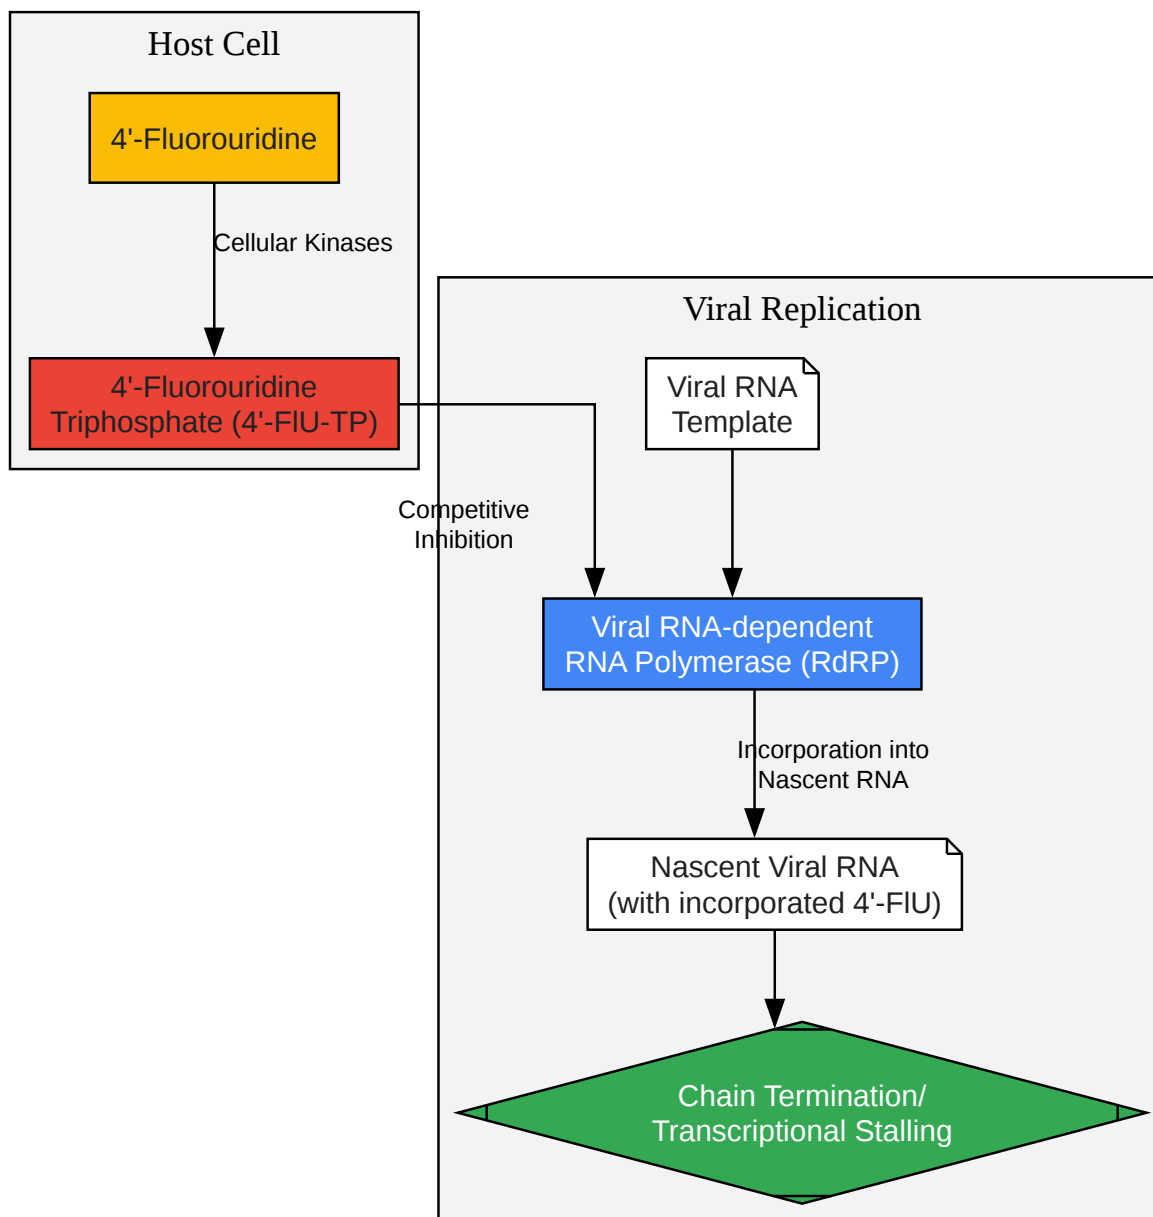 Host Cell
4'-Fluorouridine
Cellular Kinases
4'-Fluorouridine
Triphosphate (4'-FlU-TP)
Viral Replication
Viral RNA
Template
Competitive
Inhibition
Viral RNA-dependent
RNA Polymerase (RdRP)
Incorporation into
Nascent RNA
Nascent Viral RNA
(with incorporated 4'-FlU)
Chain Termination/
Transcriptional Stalling